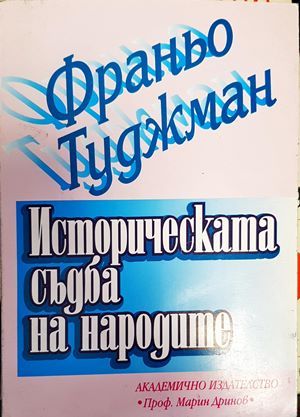 Франьо
Туджман
Историческата
съдба
на народите
АКАДЕМИЧНО ИЗДАТЕЛСТВО
• Проф. Марин Дринов •